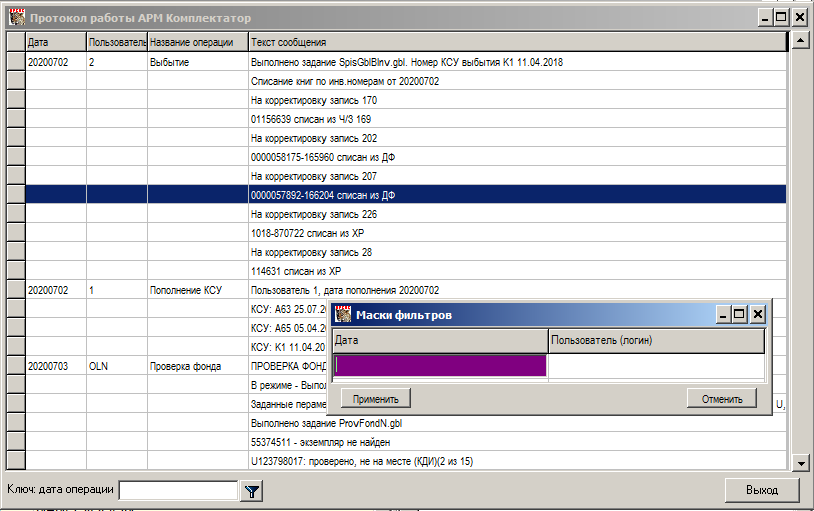 Протокол работы АРМ Комплектатор
Дата Пользователь Название операции Текст сообщения
20200702 2 Выбытие Выполнено задание SpisGblBInv.gbl. Номер КСУ выбытия К1 11.04.2018
Списание книг по инв.номерам от 20200702
На корректировку запись 170
01156639 списан из Ч/З 169
На корректировку запись 202
0000058175-165960 списан из ДФ
На корректировку запись 207
0000057892-166204 списан из ДФ
На корректировку запись 226
1018-870722 списан из ХР
На корректировку запись 28
114631 списан из ХР
20200702 1 Пополнение КСУ Пользователь 1, дата пополнения 20200702
КСУ: А63 25.07.2
КСУ: А65 05.04.2
КСУ: К1 11.04.20
20200703 OLN Проверка фонда ПРОВЕРКА ФОНД
В режиме - Выпол
Заданные параме U,
Выполнено задание ProvFondN.gbl
55374511 - экземпляр не найден
U123798017: проверено, не на месте (КДИ)(2 из 15)
Маски фильтров
Дата Пользователь (логин)
Применить Отменить
Ключ: дата операции Выход